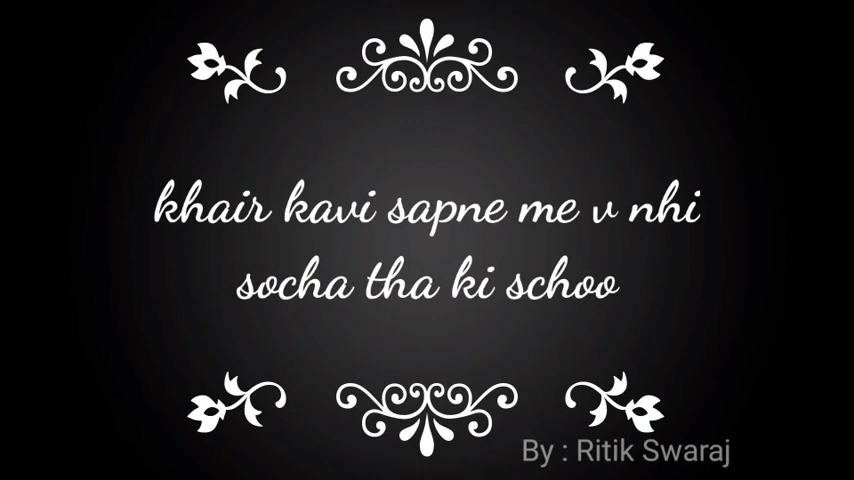 khair kavi sapne me v nhi
socha tha ki schoo
By : Ritik Swaraj